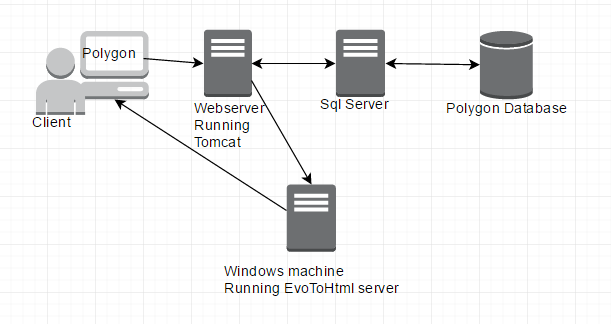 Polygon
Client
Webserver
Running
Tomcat
Sql Server
Polygon Database
Windows machine
Running EvoToHtml server